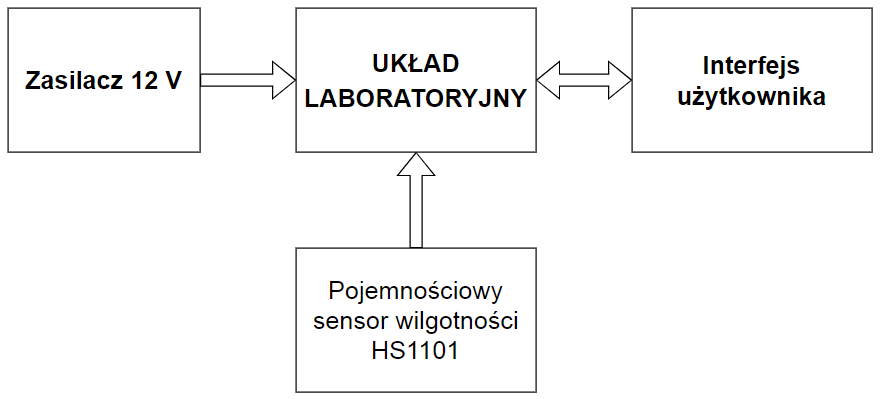 Zasilacz 12 V
UKŁAD
LABORATORYJNY
Interfejs
użytkownika
Pojemnościowy
sensor wilgotności
HS1101